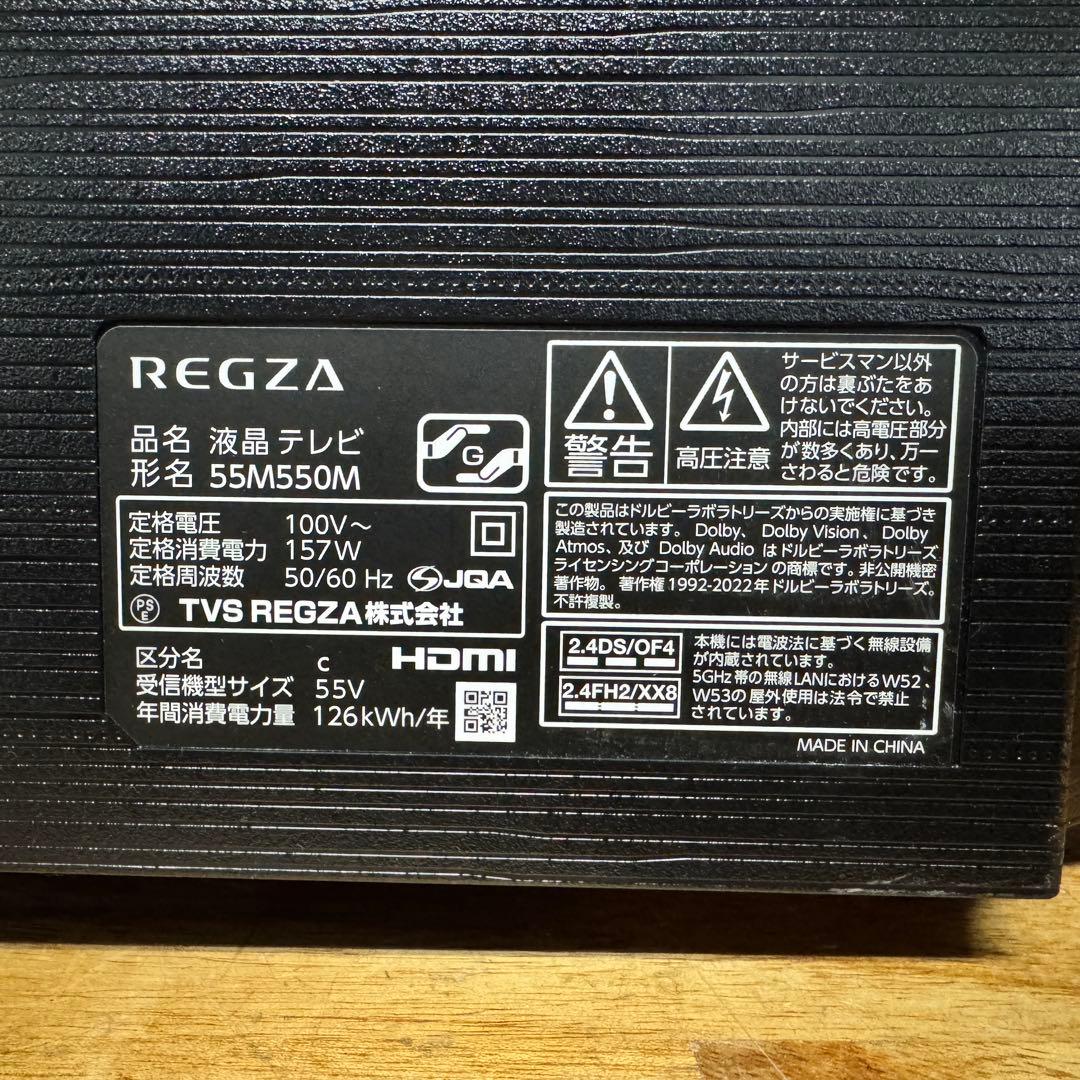 REGZA
品名 液晶テレビ
形名 55M550M
G
定格電圧 100V～
定格消費電力 157W
定格周波数 50/60 Hz
JQA
PS
E
TVS REGZA株式会社
区分名 c
HDMI
受信機型サイズ 55V
年間消費電力量 126kWh/年
警告
高圧注意
サービスマン以外
の方は裏ぶたをあ
けないでください。
内部には高電圧部分
が数多くあり、万一
さわると危険です。
この製品はドルビーラボラトリーズからの実施権に基づき
製造されています。 Dolby、 Dolby Vision、 Dolby
Atmos、及び Dolby Audio はドルビーラボラトリーズ
ライセンシングコーポレーションの商標です。非公開機密
著作物。 著作権 1992-2022年ドルビーラボラトリーズ。
不許複製。
2.4DS/OF4
2.4FH2/XX8
本機には電波法に基づく無線設備
が内蔵されています。
5GHz 帯の無線LANにおけるW52、
W53の屋外使用は法令で禁止
されています。
MADE IN CHINA